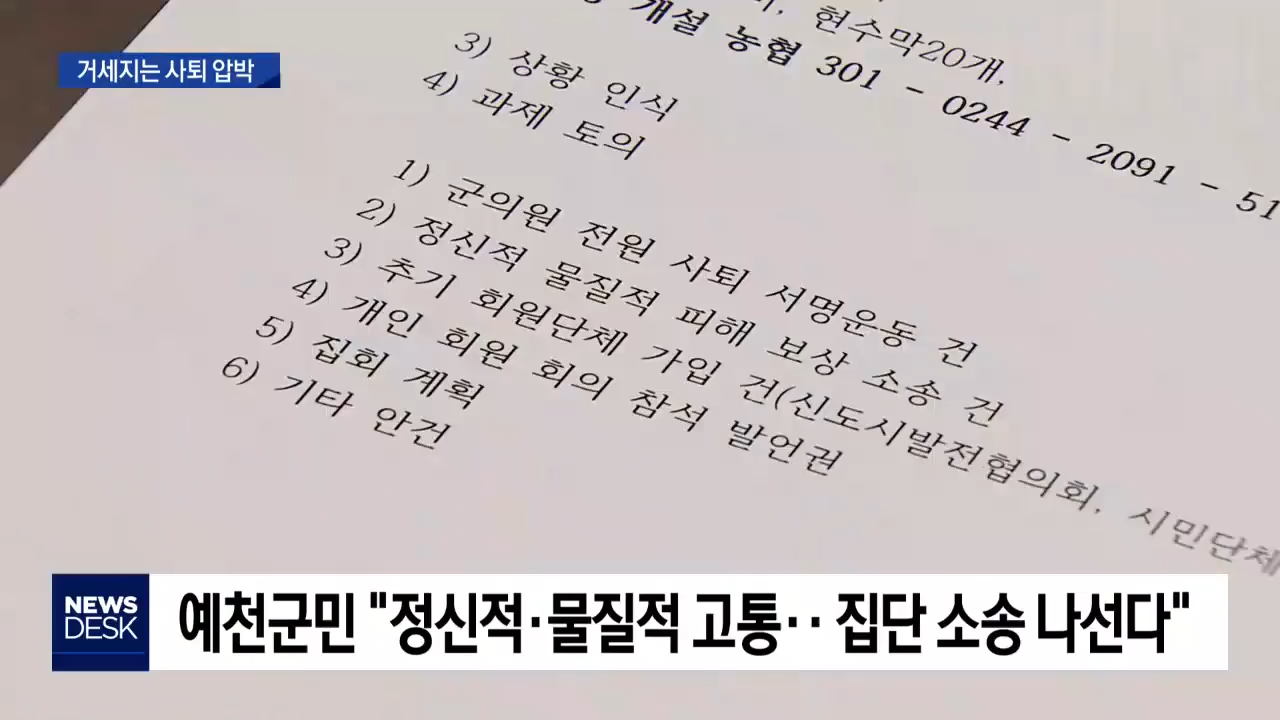 거세지는 사퇴 압박
현수막20개,
개설 농협 301 - 0244 - 2091 - 51
3) 상황 인식
4) 과제 토의
1) 군의원 전원 사퇴 서명운동 건
2) 정신적 물질적 피해 보상 소송 건
3) 추기 회원단체 가입 건(신도시발전협의회, 시민단체
4) 개인 회원 회의 참석 발언권
5) 집회 계획
6) 기타 안건
NEWS
DESK
예천군민 "정신적·물질적 고통‥ 집단 소송 나선다"